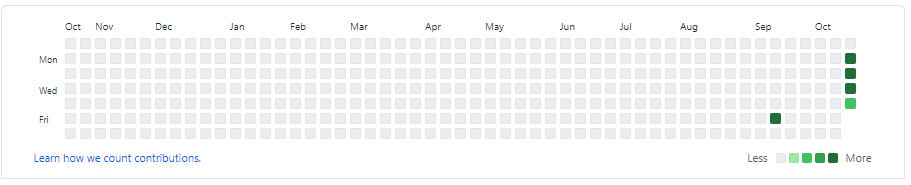 Oct Nov Dec Jan Feb Mar Apr May Jun Jul Aug Sep Oct
Mon
Wed
Fri
Learn how we count contributions. Less More